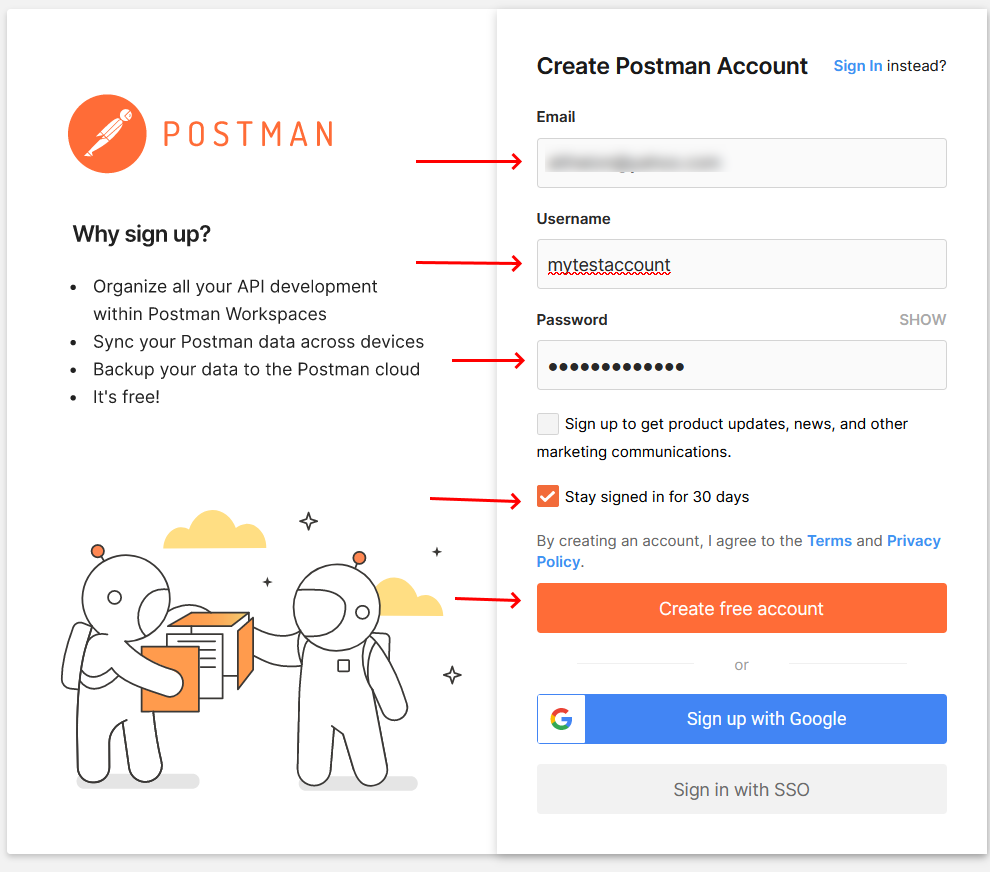 POSTMAN
Why sign up?
• Organize all your API development
within Postman Workspaces
• Sync your Postman data across devices
• Backup your data to the Postman cloud
• It's free!
Create Postman Account
Sign In instead?
Email
Username
mytestaccount
Password
SHOW
•••••••••••••
Sign up to get product updates, news, and other
marketing communications.
Stay signed in for 30 days
By creating an account, I agree to the Terms and Privacy
Policy.
Create free account
or
Sign up with Google
Sign in with SSO